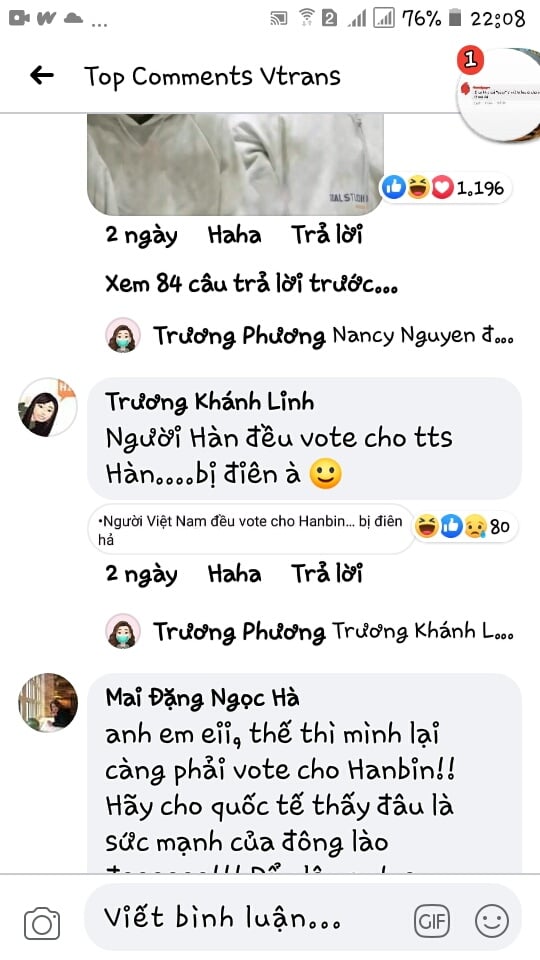 ... 2 76% 22:08
Top Comments Vtrans
1
1.196
2 ngày Haha Trả lời
Xem 84 câu trả lời trước...
Trương Phương Nancy Nguyen đ...
Trương Khánh Linh
Người Hàn đều vote cho tts
Hàn....bị điên à 🙂
•Người Việt Nam đều vote cho Hanbin... bị điên
hả
80
2 ngày Haha Trả lời
Trương Phương Trương Khánh L...
Mai Đặng Ngọc Hà
anh em eii, thế thì mình lại
càng phải vote cho Hanbin!!
Hãy cho quốc tế thấy đâu là
sức mạnh của đông lào
Viết bình luận...
GIF